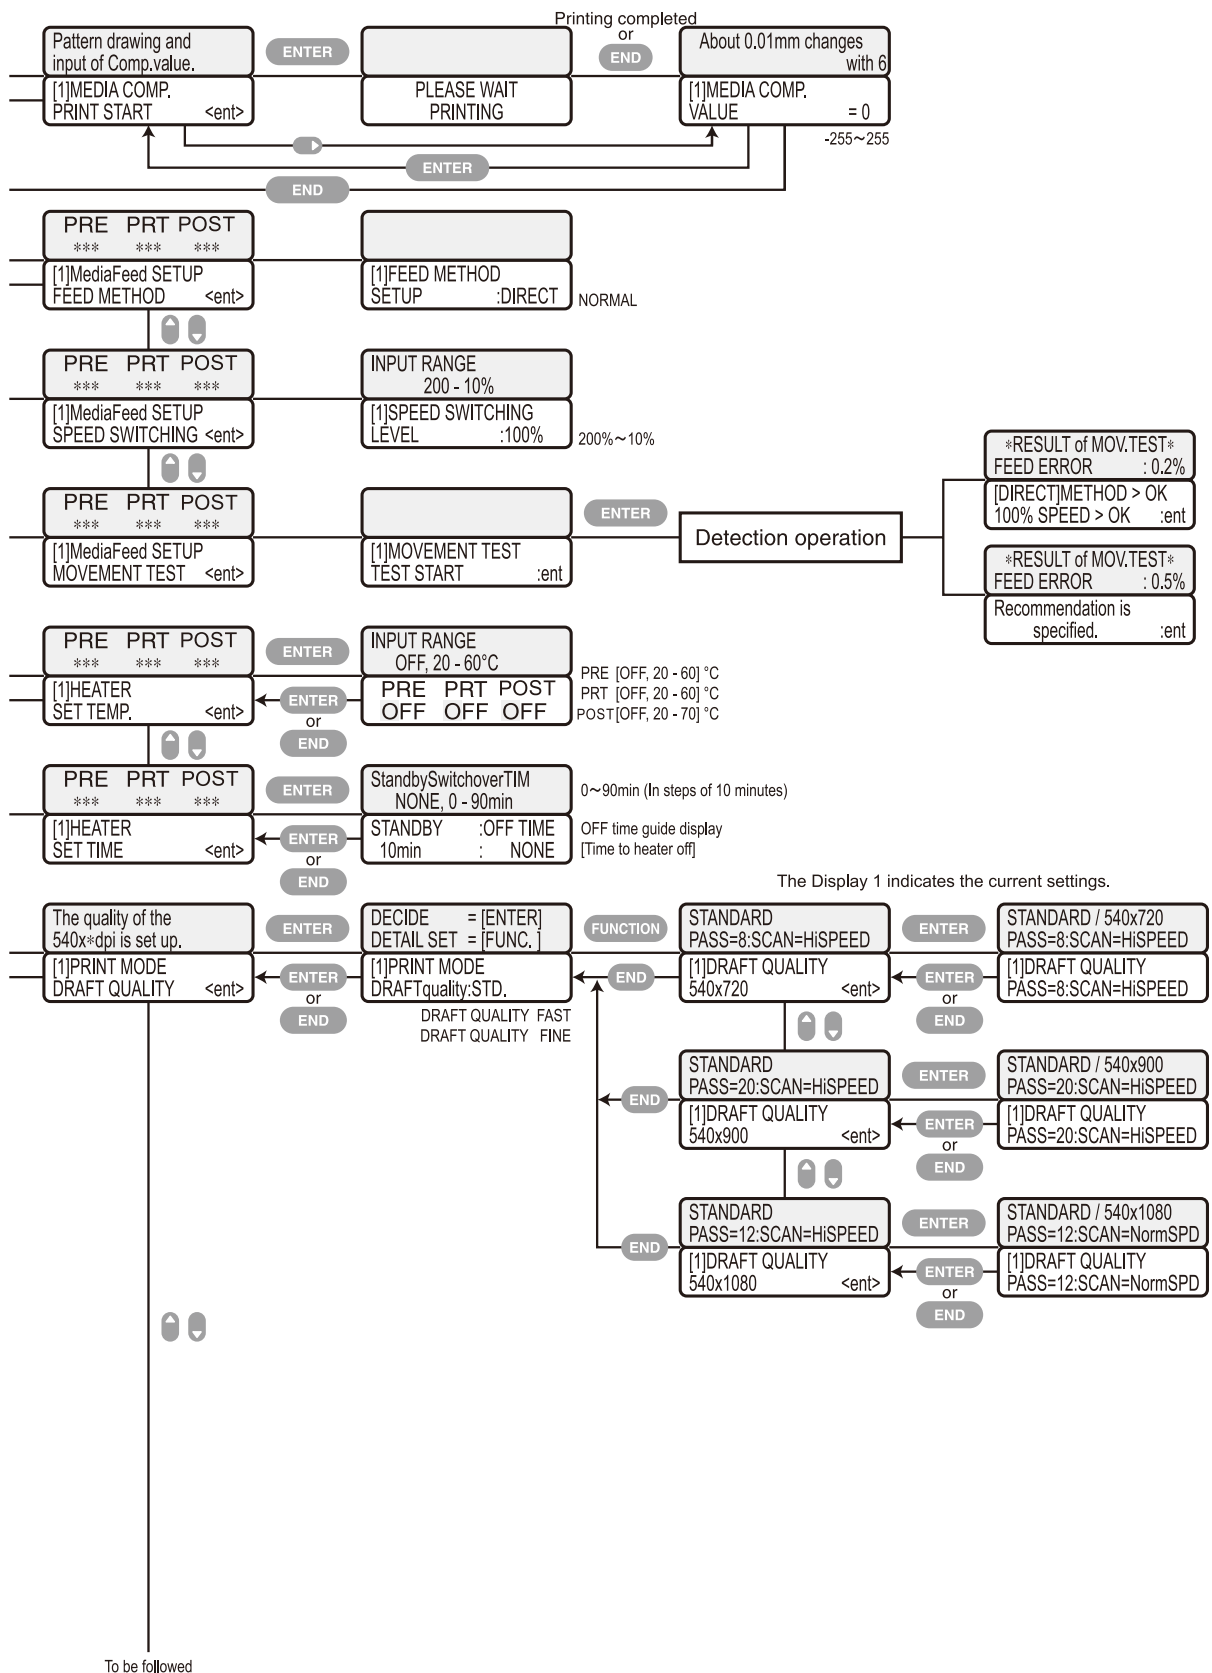 Printing completed
or
Pattern drawing and
input of Comp.value.
ENTER
END
About 0.01mm changes
with 6
[1]MEDIA COMP.
PRINT START <ent>
PLEASE WAIT
PRINTING
[1]MEDIA COMP.
VALUE = 0
-255～255
ENTER
END
PRE PRT POST
*** *** ***
[1]MediaFeed SETUP
FEED METHOD <ent>
[1]FEED METHOD
SETUP :DIRECT
NORMAL
PRE PRT POST
*** *** ***
[1]MediaFeed SETUP
SPEED SWITCHING <ent>
INPUT RANGE
200 - 10%
[1]SPEED SWITCHING
LEVEL :100%
200%～10%
PRE PRT POST
*** *** ***
[1]MediaFeed SETUP
MOVEMENT TEST <ent>
[1]MOVEMENT TEST
TEST START :ent
ENTER
Detection operation
*RESULT of MOV.TEST*
FEED ERROR : 0.2%
[DIRECT]METHOD > OK
100% SPEED > OK :ent
*RESULT of MOV.TEST*
FEED ERROR : 0.5%
Recommendation is
specified. :ent
PRE PRT POST
*** *** ***
[1]HEATER
SET TEMP. <ent>
ENTER
ENTER
or
END
INPUT RANGE
OFF, 20 - 60°C
PRE PRT POST
OFF OFF OFF
PRE [OFF, 20 - 60] °C
PRT [OFF, 20 - 60] °C
POST[OFF, 20 - 70] °C
PRE PRT POST
*** *** ***
[1]HEATER
SET TIME <ent>
ENTER
ENTER
or
END
StandbySwitchoverTIM
NONE, 0 - 90min
STANDBY :OFF TIME
10min : NONE
0～90min (In steps of 10 minutes)
OFF time guide display
[Time to heater off]
The Display 1 indicates the current settings.
The quality of the
540x*dpi is set up.
[1]PRINT MODE
DRAFT QUALITY <ent>
ENTER
ENTER
or
END
DECIDE = [ENTER]
DETAIL SET = [FUNC. ]
[1]PRINT MODE
DRAFTquality:STD.
DRAFT QUALITY FAST
DRAFT QUALITY FINE
FUNCTION
END
STANDARD
PASS=8:SCAN=HiSPEED
[1]DRAFT QUALITY
540x720 <ent>
ENTER
ENTER
or
END
STANDARD / 540x720
PASS=8:SCAN=HiSPEED
[1]DRAFT QUALITY
PASS=8:SCAN=HiSPEED
END
STANDARD
PASS=20:SCAN=HiSPEED
[1]DRAFT QUALITY
540x900 <ent>
ENTER
ENTER
or
END
STANDARD / 540x900
PASS=20:SCAN=HiSPEED
[1]DRAFT QUALITY
PASS=20:SCAN=HiSPEED
END
STANDARD
PASS=12:SCAN=HiSPEED
[1]DRAFT QUALITY
540x1080 <ent>
ENTER
ENTER
or
END
STANDARD / 540x1080
PASS=12:SCAN=NormSPD
[1]DRAFT QUALITY
PASS=12:SCAN=NormSPD
To be followed